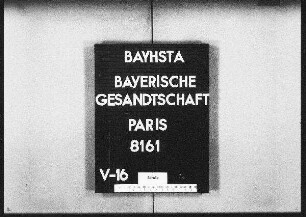 BAYHSTA
BAYERISCHE
GESANDTSCHAFT
PARIS
8161
V-16